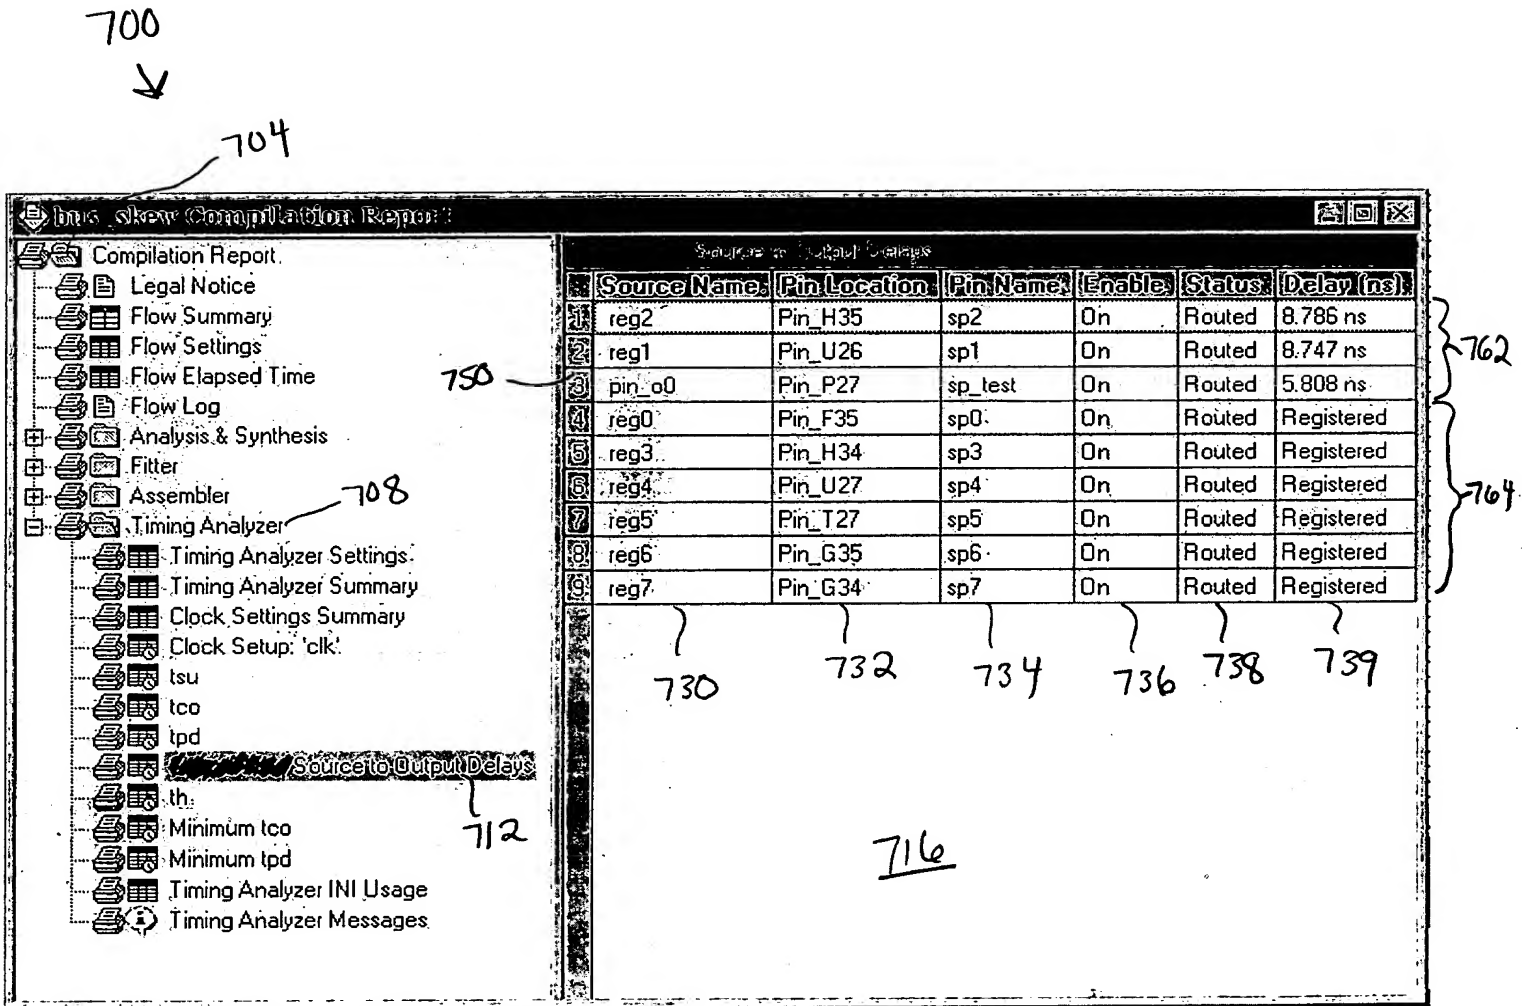 700
704
bus_skew Compilation Report
Compilation Report
Legal Notice
Flow Summary
Flow Settings
Flow Elapsed Time
Flow Log
Analysis & Synthesis
Fitter
Assembler
708
Timing Analyzer
Timing Analyzer Settings
Timing Analyzer Summary
Clock Settings Summary
Clock Setup: 'clk'
tsu
tco
tpd
Source to Output Delays
712
th
Minimum tco
Minimum tpd
Timing Analyzer INI Usage
Timing Analyzer Messages
750
Source to Output Delays
Source Name Pin Location Pin Name Enable Status Delay (ns)
1 reg2 Pin_H35 sp2 On Routed 8.786 ns
2 reg1 Pin_U26 sp1 On Routed 8.747 ns
3 pin_o0 Pin_P27 sp_test On Routed 5.808 ns
4 reg0 Pin_F35 sp0 On Routed Registered
5 reg3 Pin_H34 sp3 On Routed Registered
6 reg4 Pin_U27 sp4 On Routed Registered
7 reg5 Pin_T27 sp5 On Routed Registered
8 reg6 Pin_G35 sp6 On Routed Registered
9 reg7 Pin_G34 sp7 On Routed Registered
762
764
730 732 734 736 738 739
716